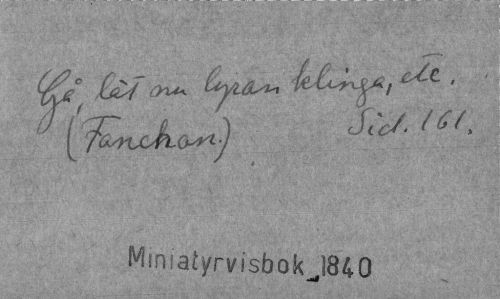 Gå, låt nu lyran klinga, etc.
(Fanchon.) Sid. 161.
Miniatyrvisbok 1840